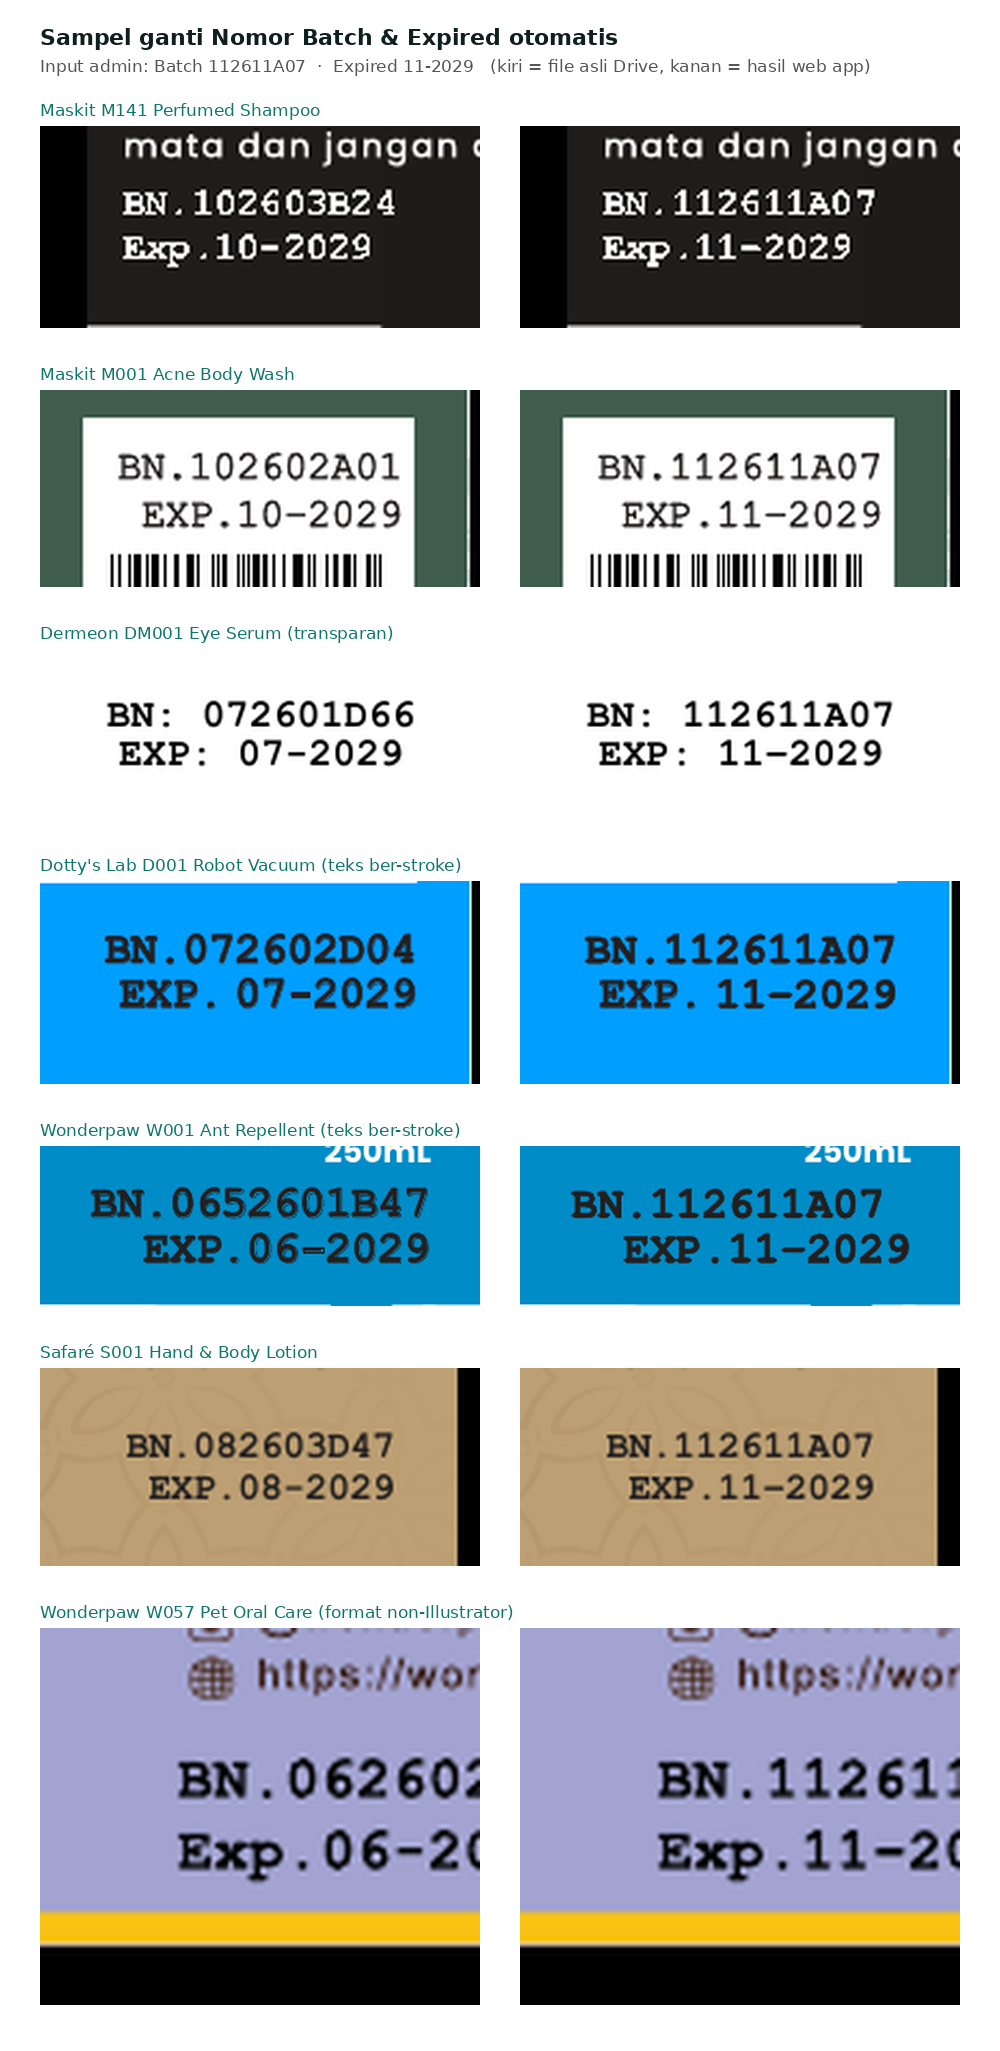 Sampel ganti Nomor Batch & Expired otomatis
Input admin: Batch 112611A07 · Expired 11-2029 (kiri = file asli Drive, kanan = hasil web app)
Maskit M141 Perfumed Shampoo
mata dan jangan
BN.102603B24
Exp.10-2029
mata dan jangan
BN.112611A07
Exp.11-2029
Maskit M001 Acne Body Wash
BN.102602A01
EXP.10-2029
BN.112611A07
EXP.11-2029
Dermeon DM001 Eye Serum (transparan)
BN: 072601D66
EXP: 07-2029
BN: 112611A07
EXP: 11-2029
Dotty's Lab D001 Robot Vacuum (teks ber-stroke)
BN.072602D04
EXP. 07-2029
BN.112611A07
EXP. 11-2029
Wonderpaw W001 Ant Repellent (teks ber-stroke)
250mL
BN.0652601B47
EXP.06-2029
250mL
BN.112611A07
EXP.11-2029
Safaré S001 Hand & Body Lotion
BN.082603D47
EXP.08-2029
BN.112611A07
EXP.11-2029
Wonderpaw W057 Pet Oral Care (format non-Illustrator)
https://wor
BN.062602
Exp.06-20
https://wor
BN.112611
Exp.11-20